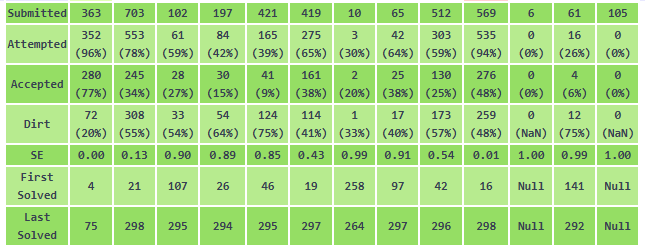 Submitted 363 703 102 197 421 419 10 65 512 569 6 61 105
Attempted 352 553 61 84 165 275 3 42 303 535 0 16 0
(96%) (78%) (59%) (42%) (39%) (65%) (30%) (64%) (59%) (94%) (0%) (26%) (0%)
Accepted 280 245 28 30 41 161 2 25 130 276 0 4 0
(77%) (34%) (27%) (15%) (9%) (38%) (20%) (38%) (25%) (48%) (0%) (6%) (0%)
Dirt 72 308 33 54 124 114 1 17 173 259 0 12 0
(20%) (55%) (54%) (64%) (75%) (41%) (33%) (40%) (57%) (48%) (NaN) (75%) (NaN)
SE 0.00 0.13 0.90 0.89 0.85 0.43 0.99 0.91 0.54 0.01 1.00 0.99 1.00
First Solved 4 21 107 26 46 19 258 97 42 16 Null 141 Null
Last Solved 75 298 295 294 295 297 264 297 296 298 Null 292 Null